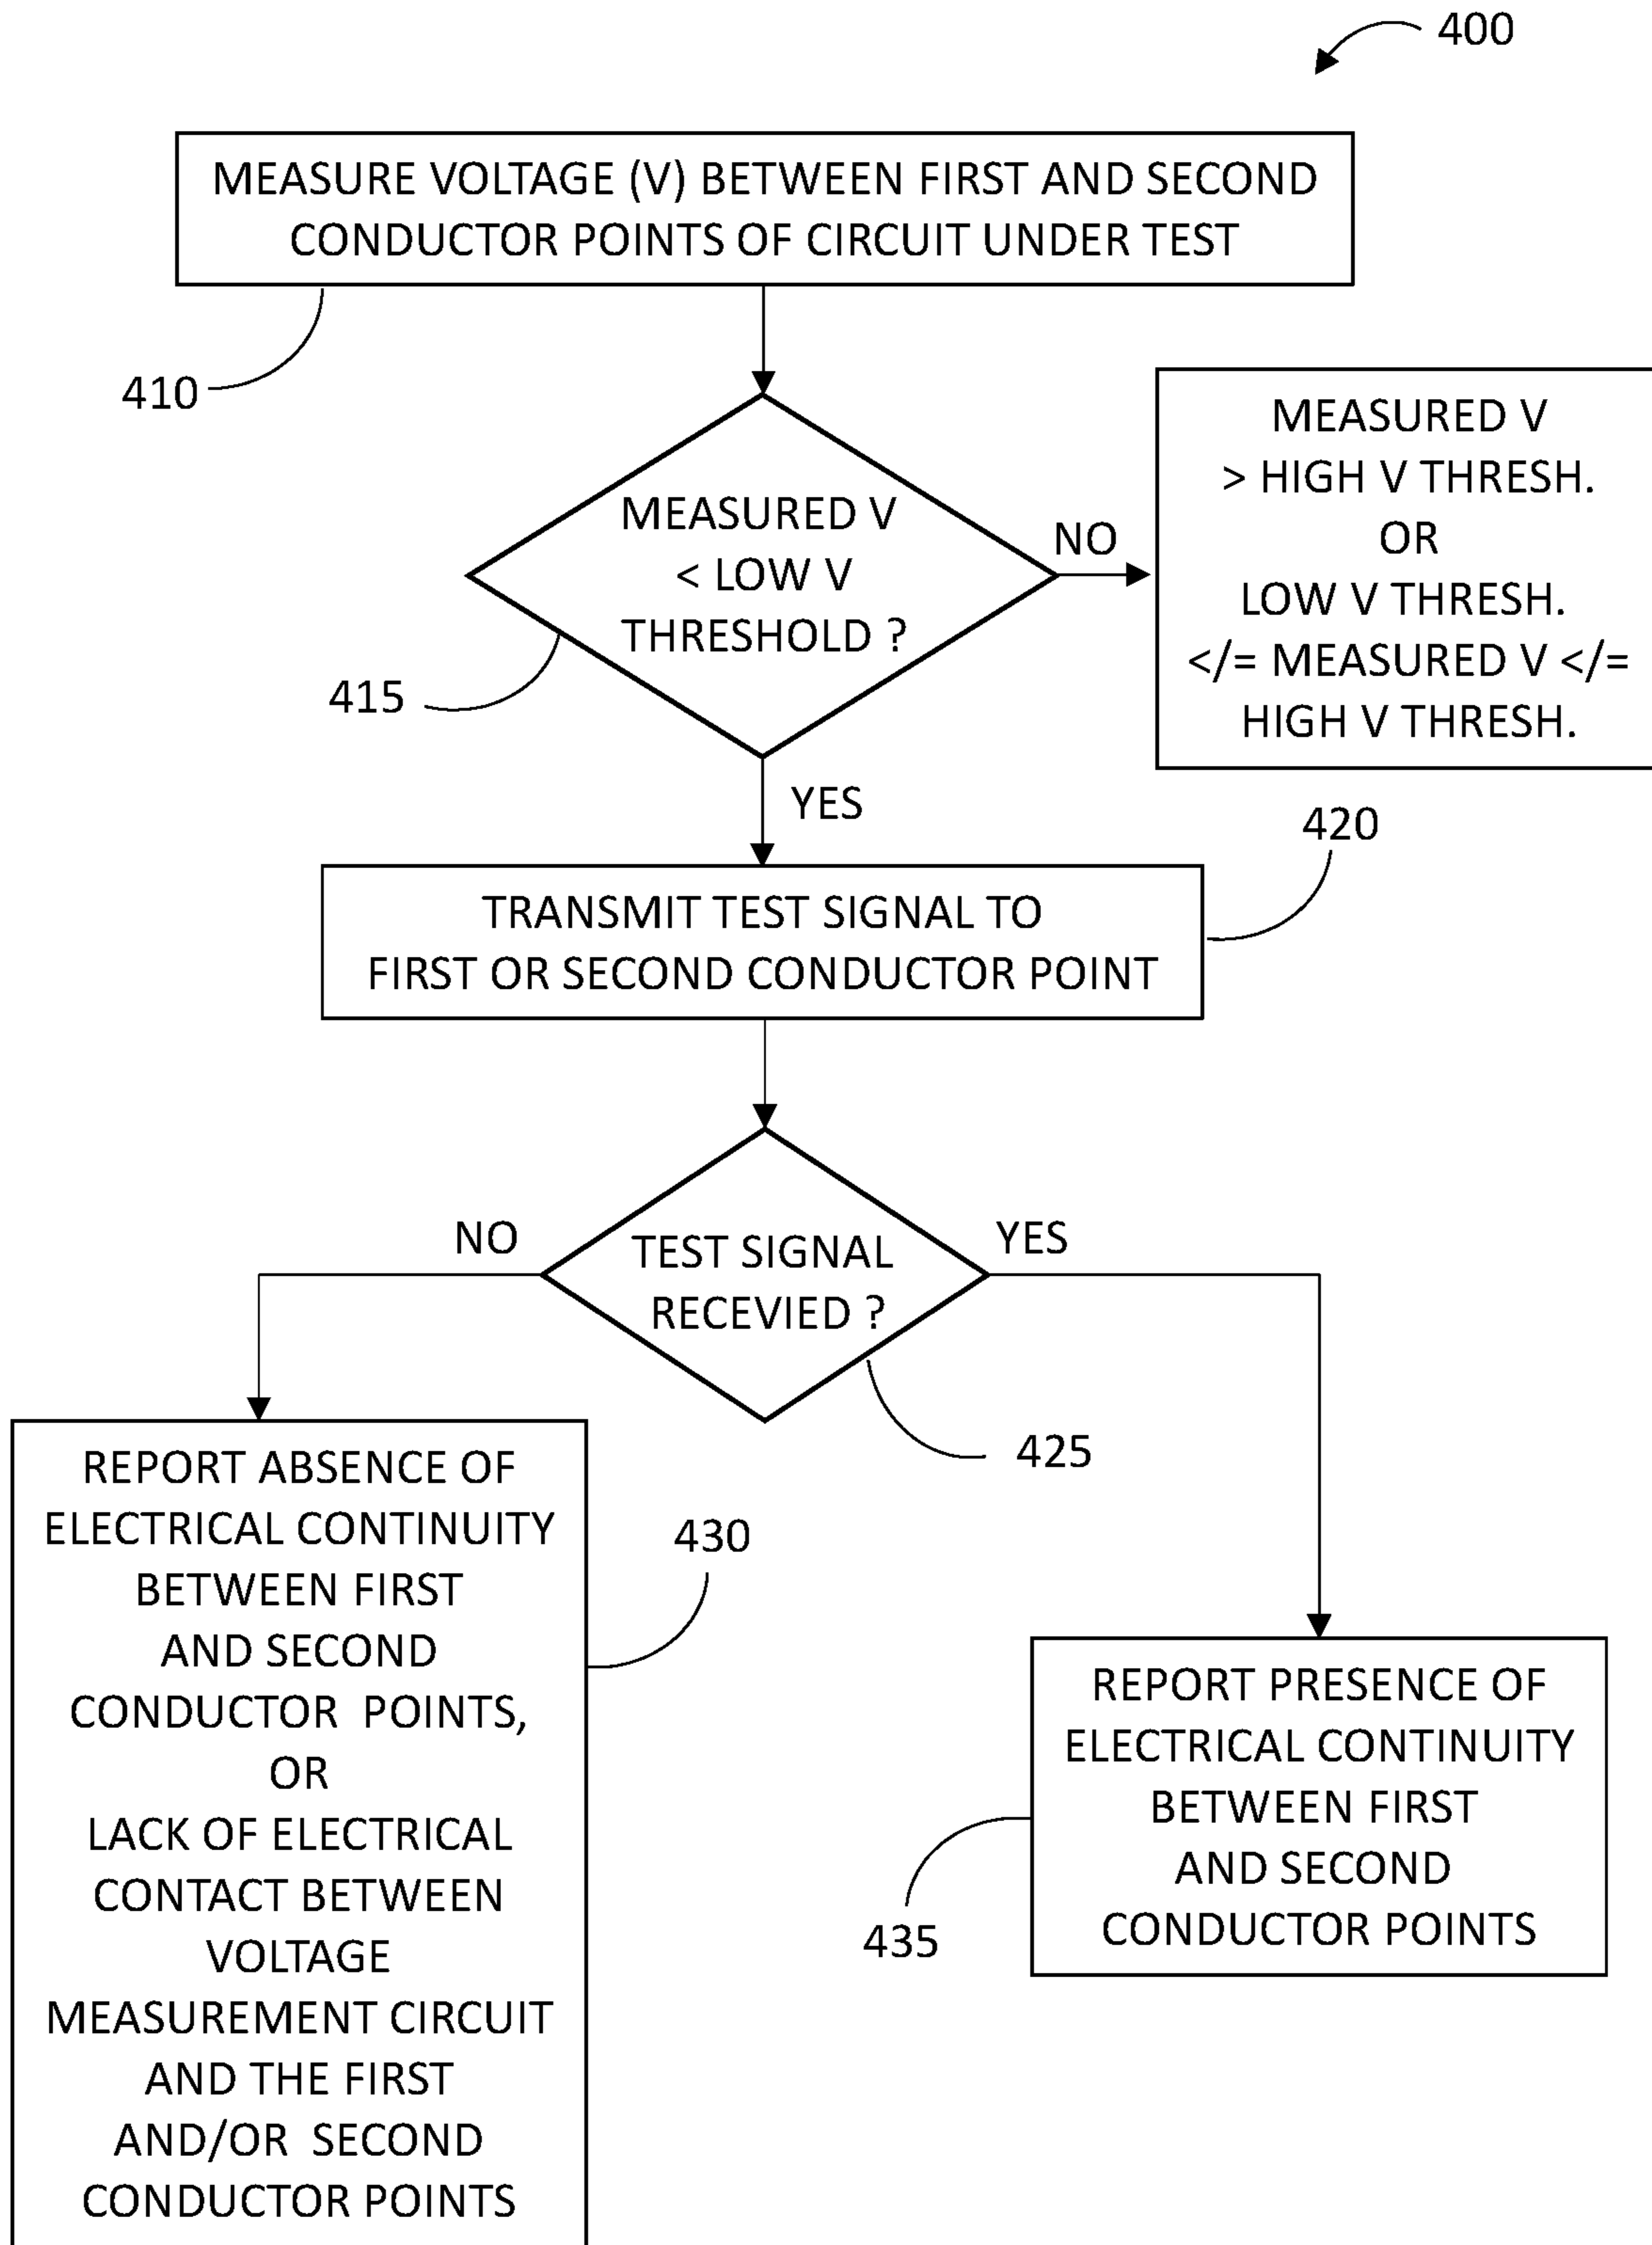 400
MEASURE VOLTAGE (V) BETWEEN FIRST AND SECOND
CONDUCTOR POINTS OF CIRCUIT UNDER TEST
410
MEASURED V
< LOW V
THRESHOLD ?
415
NO
MEASURED V
> HIGH V THRESH.
OR
LOW V THRESH.
</= MEASURED V </=
HIGH V THRESH.
YES
420
TRANSMIT TEST SIGNAL TO
FIRST OR SECOND CONDUCTOR POINT
NO
TEST SIGNAL
RECEVIED ?
YES
425
REPORT ABSENCE OF
ELECTRICAL CONTINUITY
BETWEEN FIRST
AND SECOND
CONDUCTOR POINTS,
OR
LACK OF ELECTRICAL
CONTACT BETWEEN
VOLTAGE
MEASUREMENT CIRCUIT
AND THE FIRST
AND/OR SECOND
CONDUCTOR POINTS
430
REPORT PRESENCE OF
ELECTRICAL CONTINUITY
BETWEEN FIRST
AND SECOND
CONDUCTOR POINTS
435